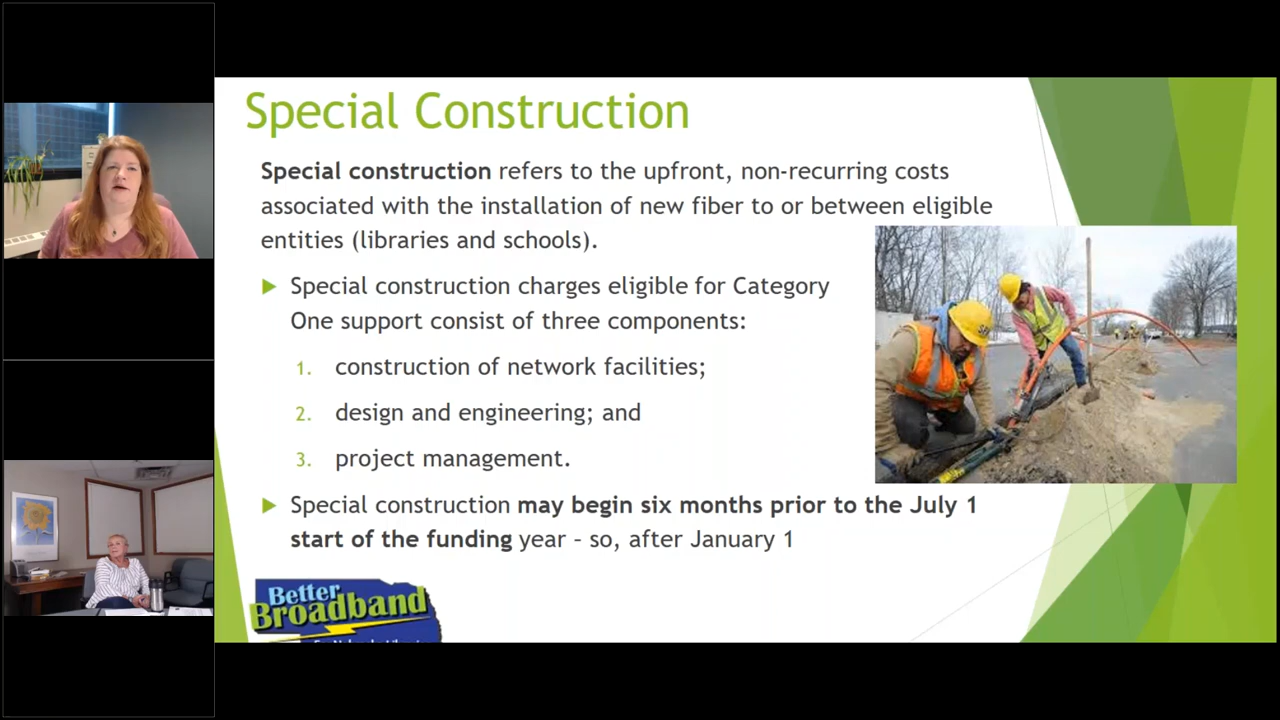 Special Construction
Special construction refers to the upfront, non-recurring costs
associated with the installation of new fiber to or between eligible
entities (libraries and schools).
Special construction charges eligible for Category
One support consist of three components:
1. construction of network facilities;
2. design and engineering; and
3. project management.
Special construction may begin six months prior to the July 1
start of the funding year – so, after January 1
Better
Broadband